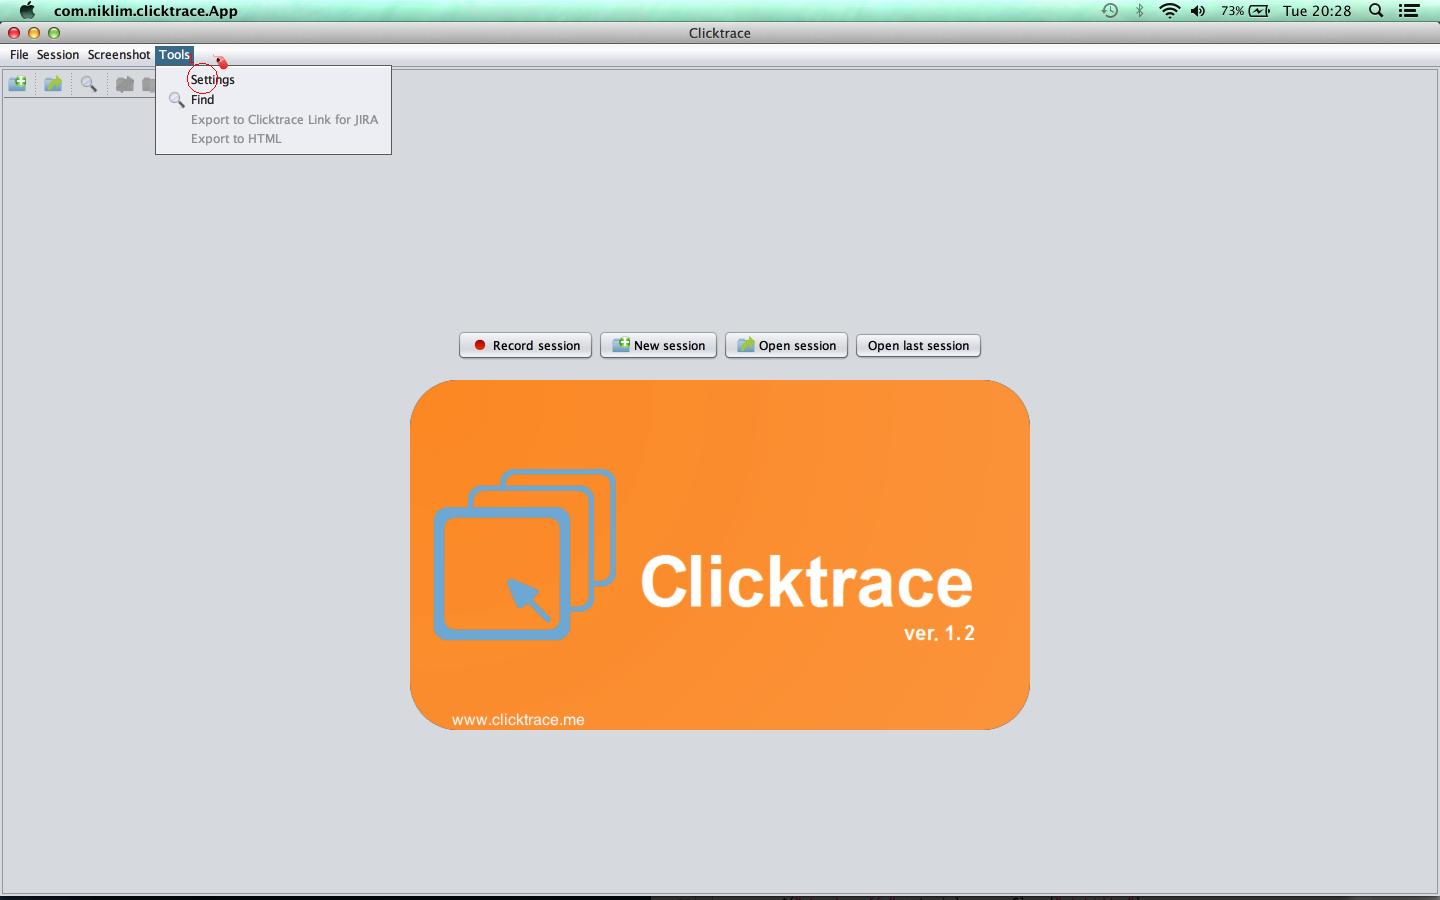 com.niklim.clicktrace.App 73% Tue 20:28
Clicktrace
File Session Screenshot Tools
Settings
Find
Export to Clicktrace Link for JIRA
Export to HTML
Record session New session Open session Open last session
Clicktrace
ver. 1.2
www.clicktrace.me